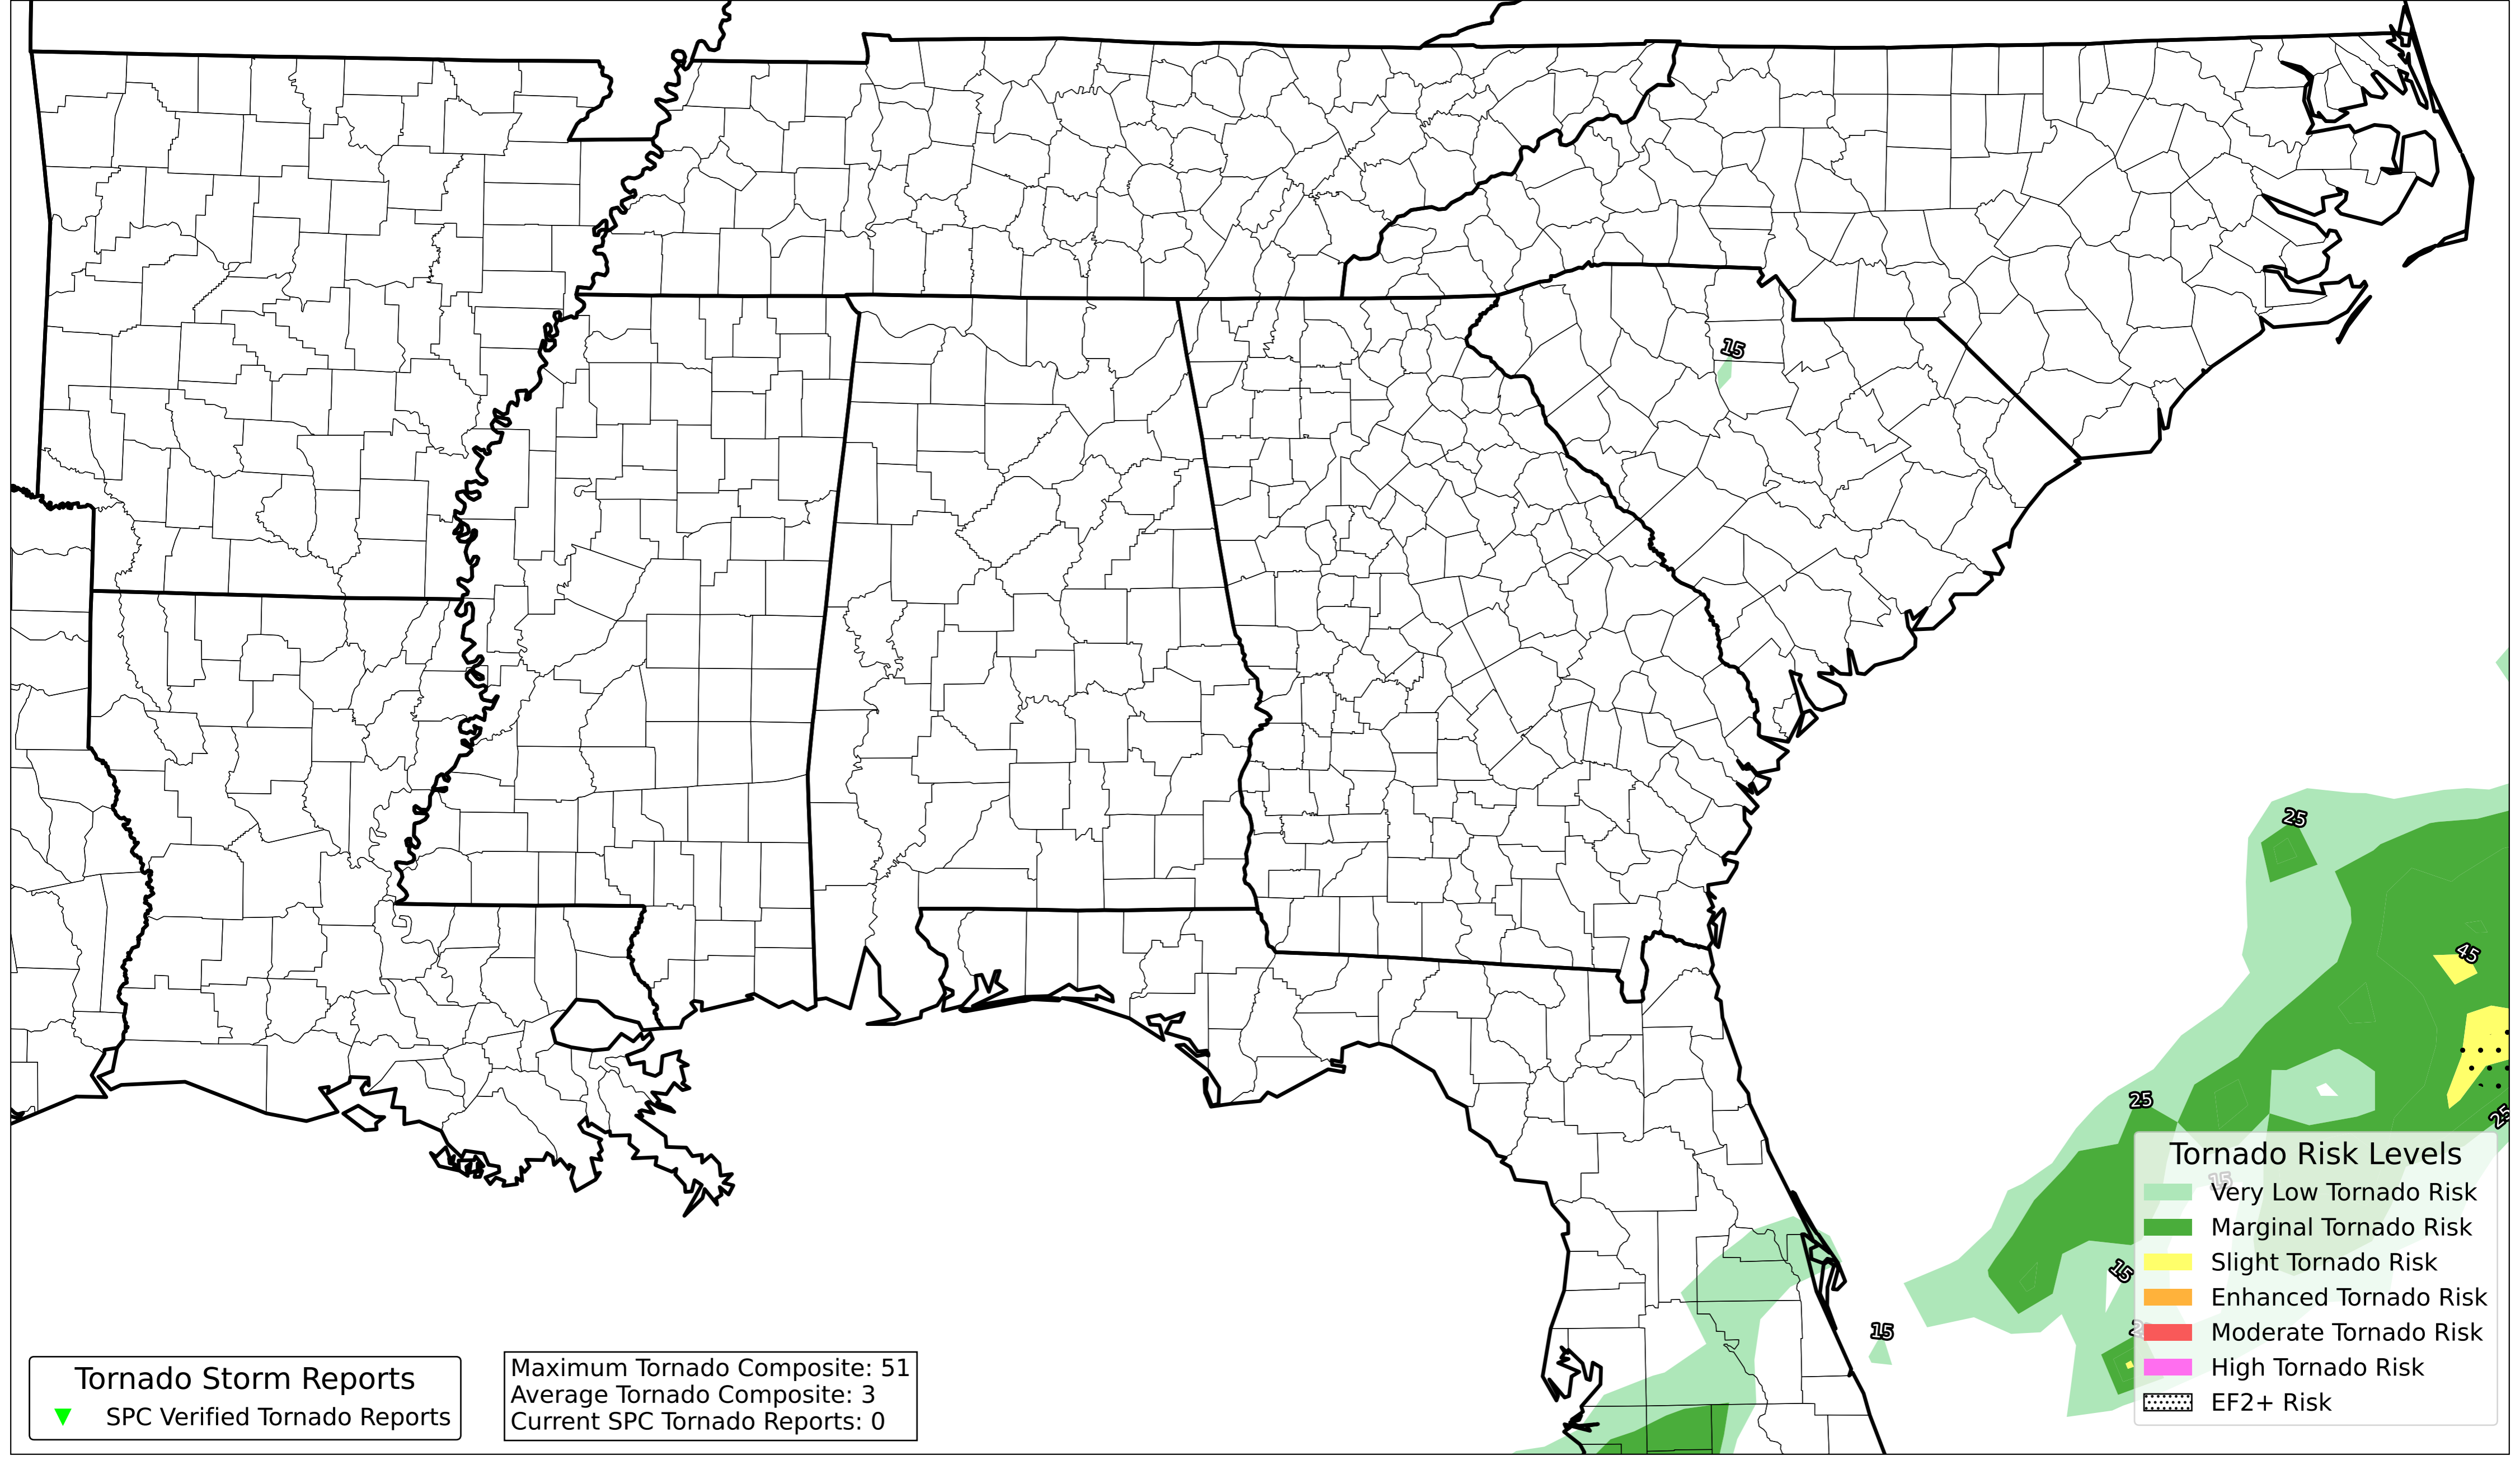 15
25
45
25
25
15
15
15
Tornado Risk Levels
Very Low Tornado Risk
Marginal Tornado Risk
Slight Tornado Risk
Enhanced Tornado Risk
Moderate Tornado Risk
High Tornado Risk
EF2+ Risk
Tornado Storm Reports
SPC Verified Tornado Reports
Maximum Tornado Composite: 51
Average Tornado Composite: 3
Current SPC Tornado Reports: 0